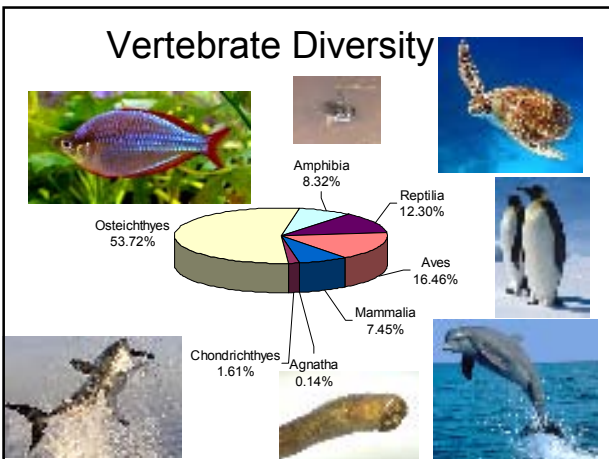 Vertebrate Diversity
Amphibia
8.32%
Reptilia
12.30%
Osteichthyes
53.72%
Aves
16.46%
Mammalia
7.45%
Chondrichthyes
1.61%
Agnatha
0.14%